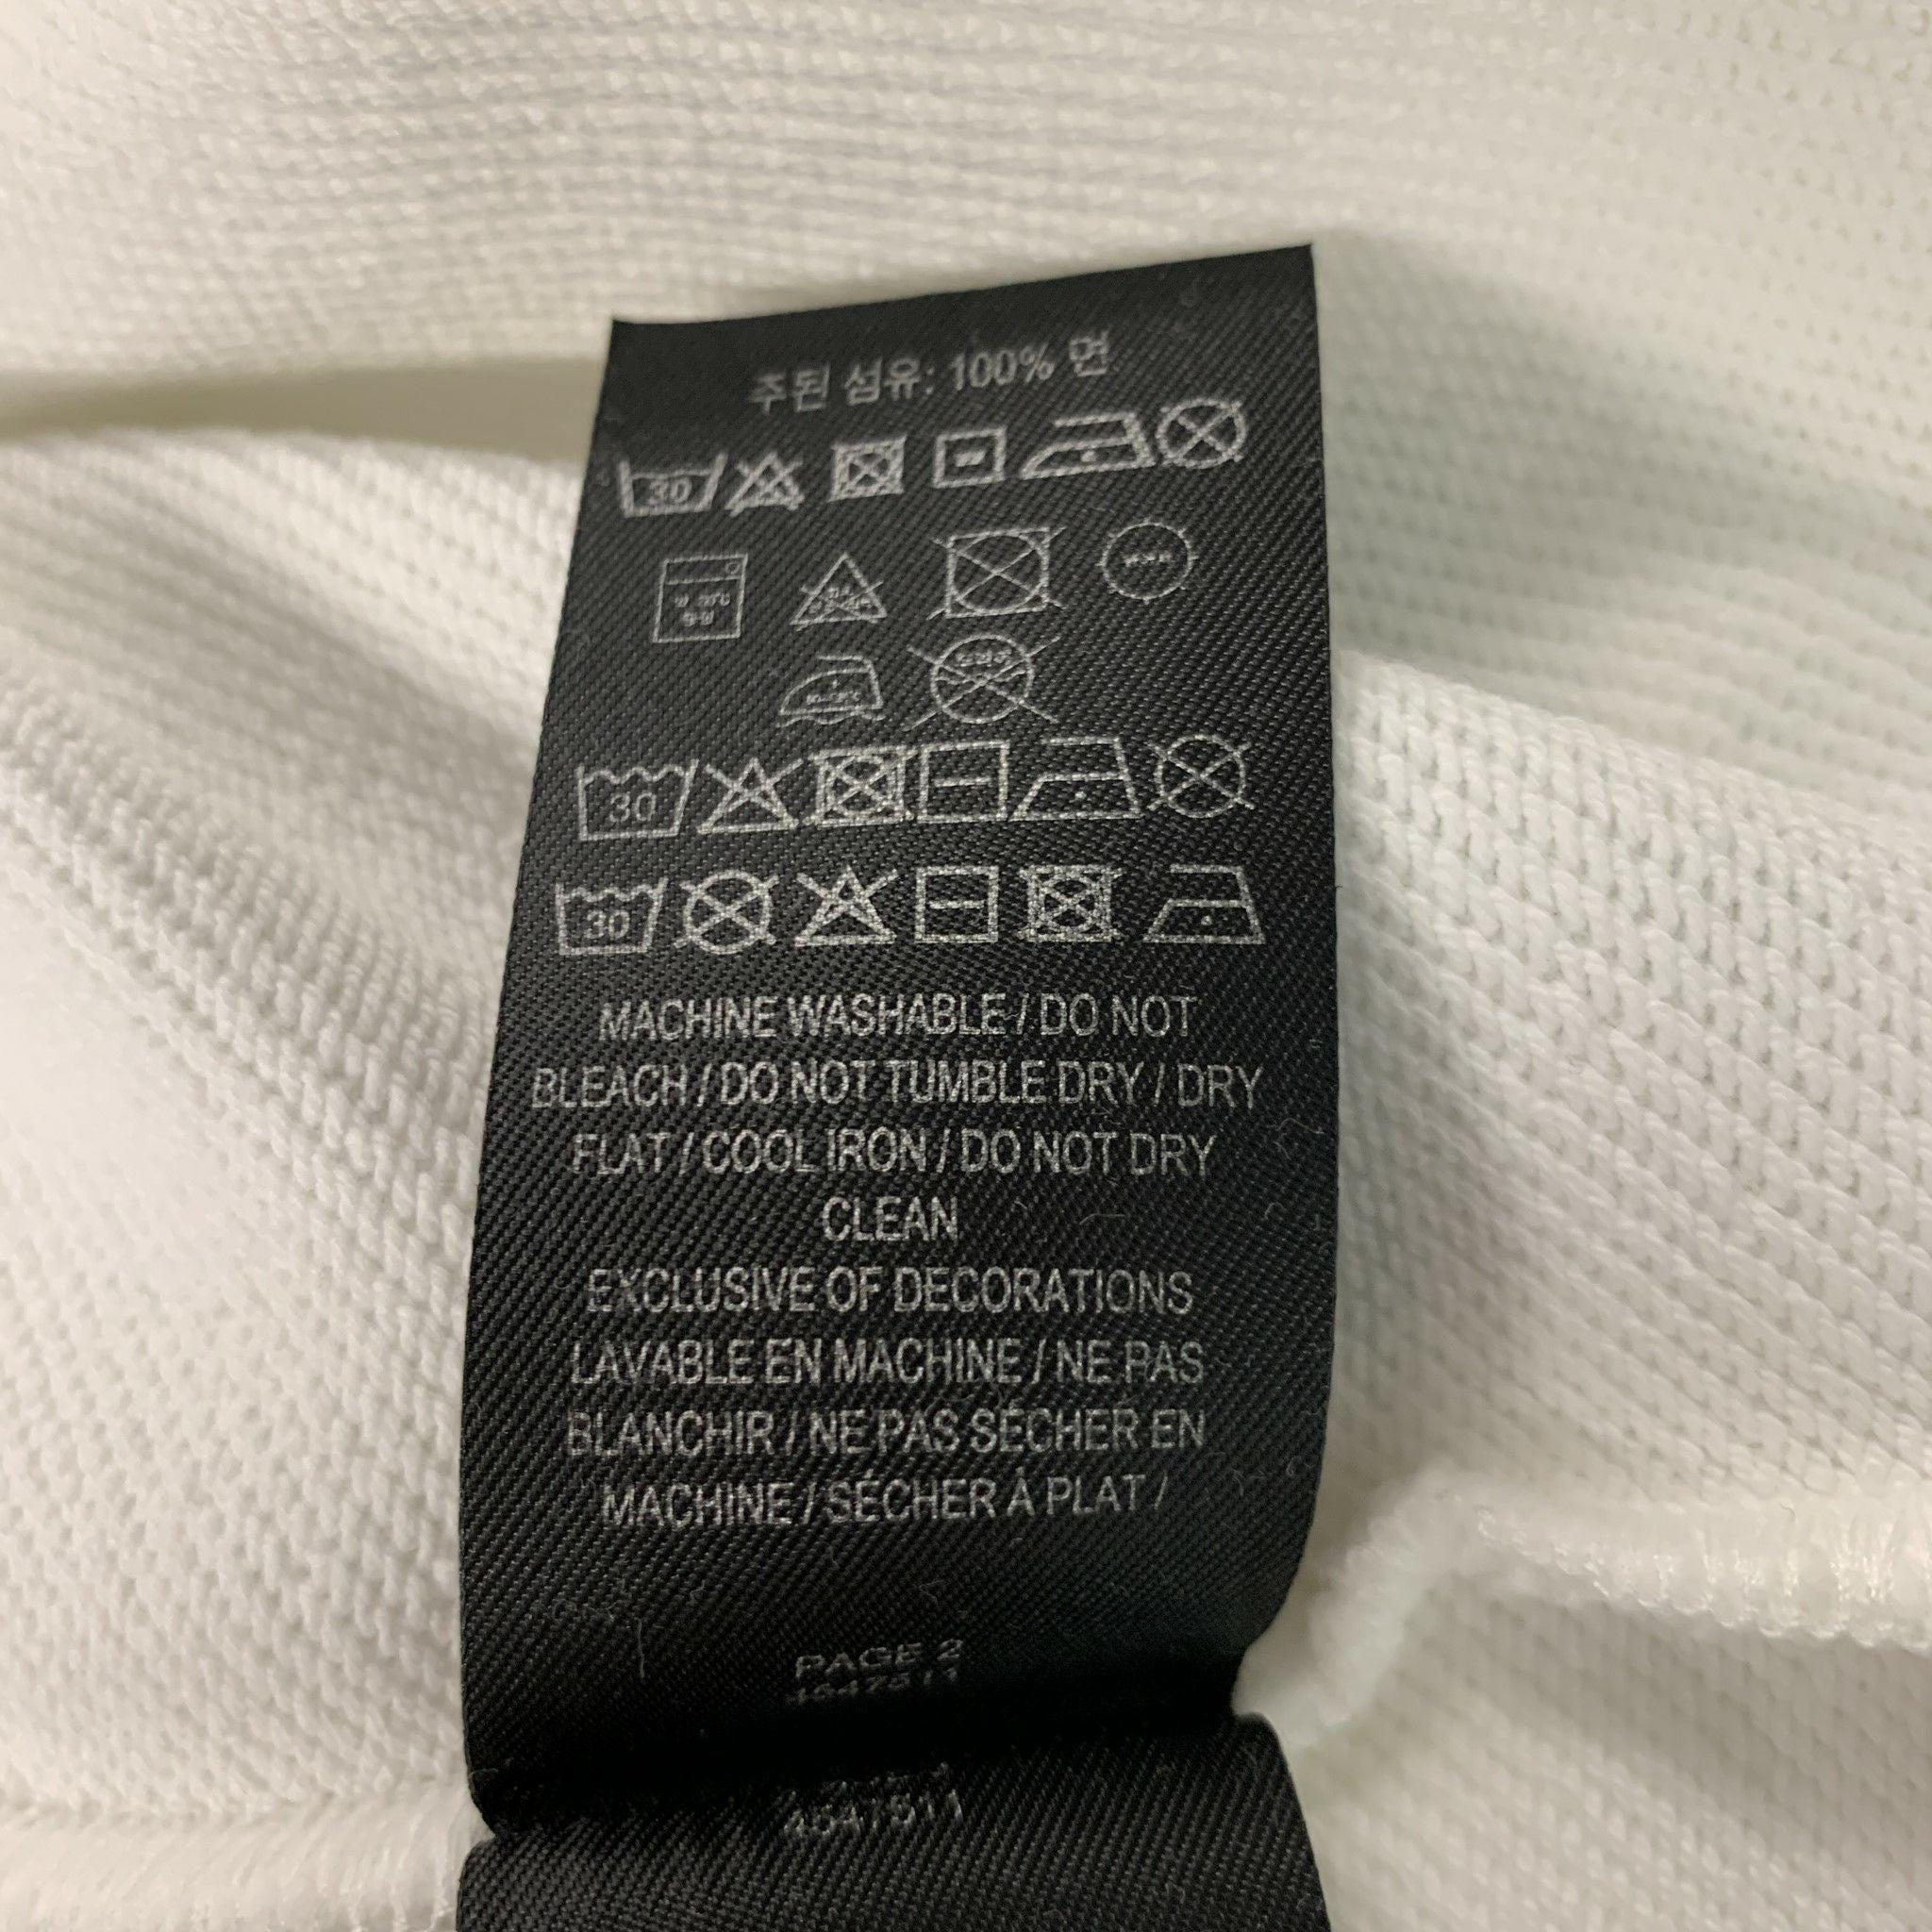 주된 섬유: 100% 면
30
30
30
MACHINE WASHABLE / DO NOT
BLEACH / DO NOT TUMBLE DRY / DRY
FLAT / COOL IRON / DO NOT DRY
CLEAN
EXCLUSIVE OF DECORATIONS
LAVABLE EN MACHINE / NE PAS
BLANCHIR / NE PAS SÉCHER EN
MACHINE / SÉCHER À PLAT /
PAGE 2
4547511